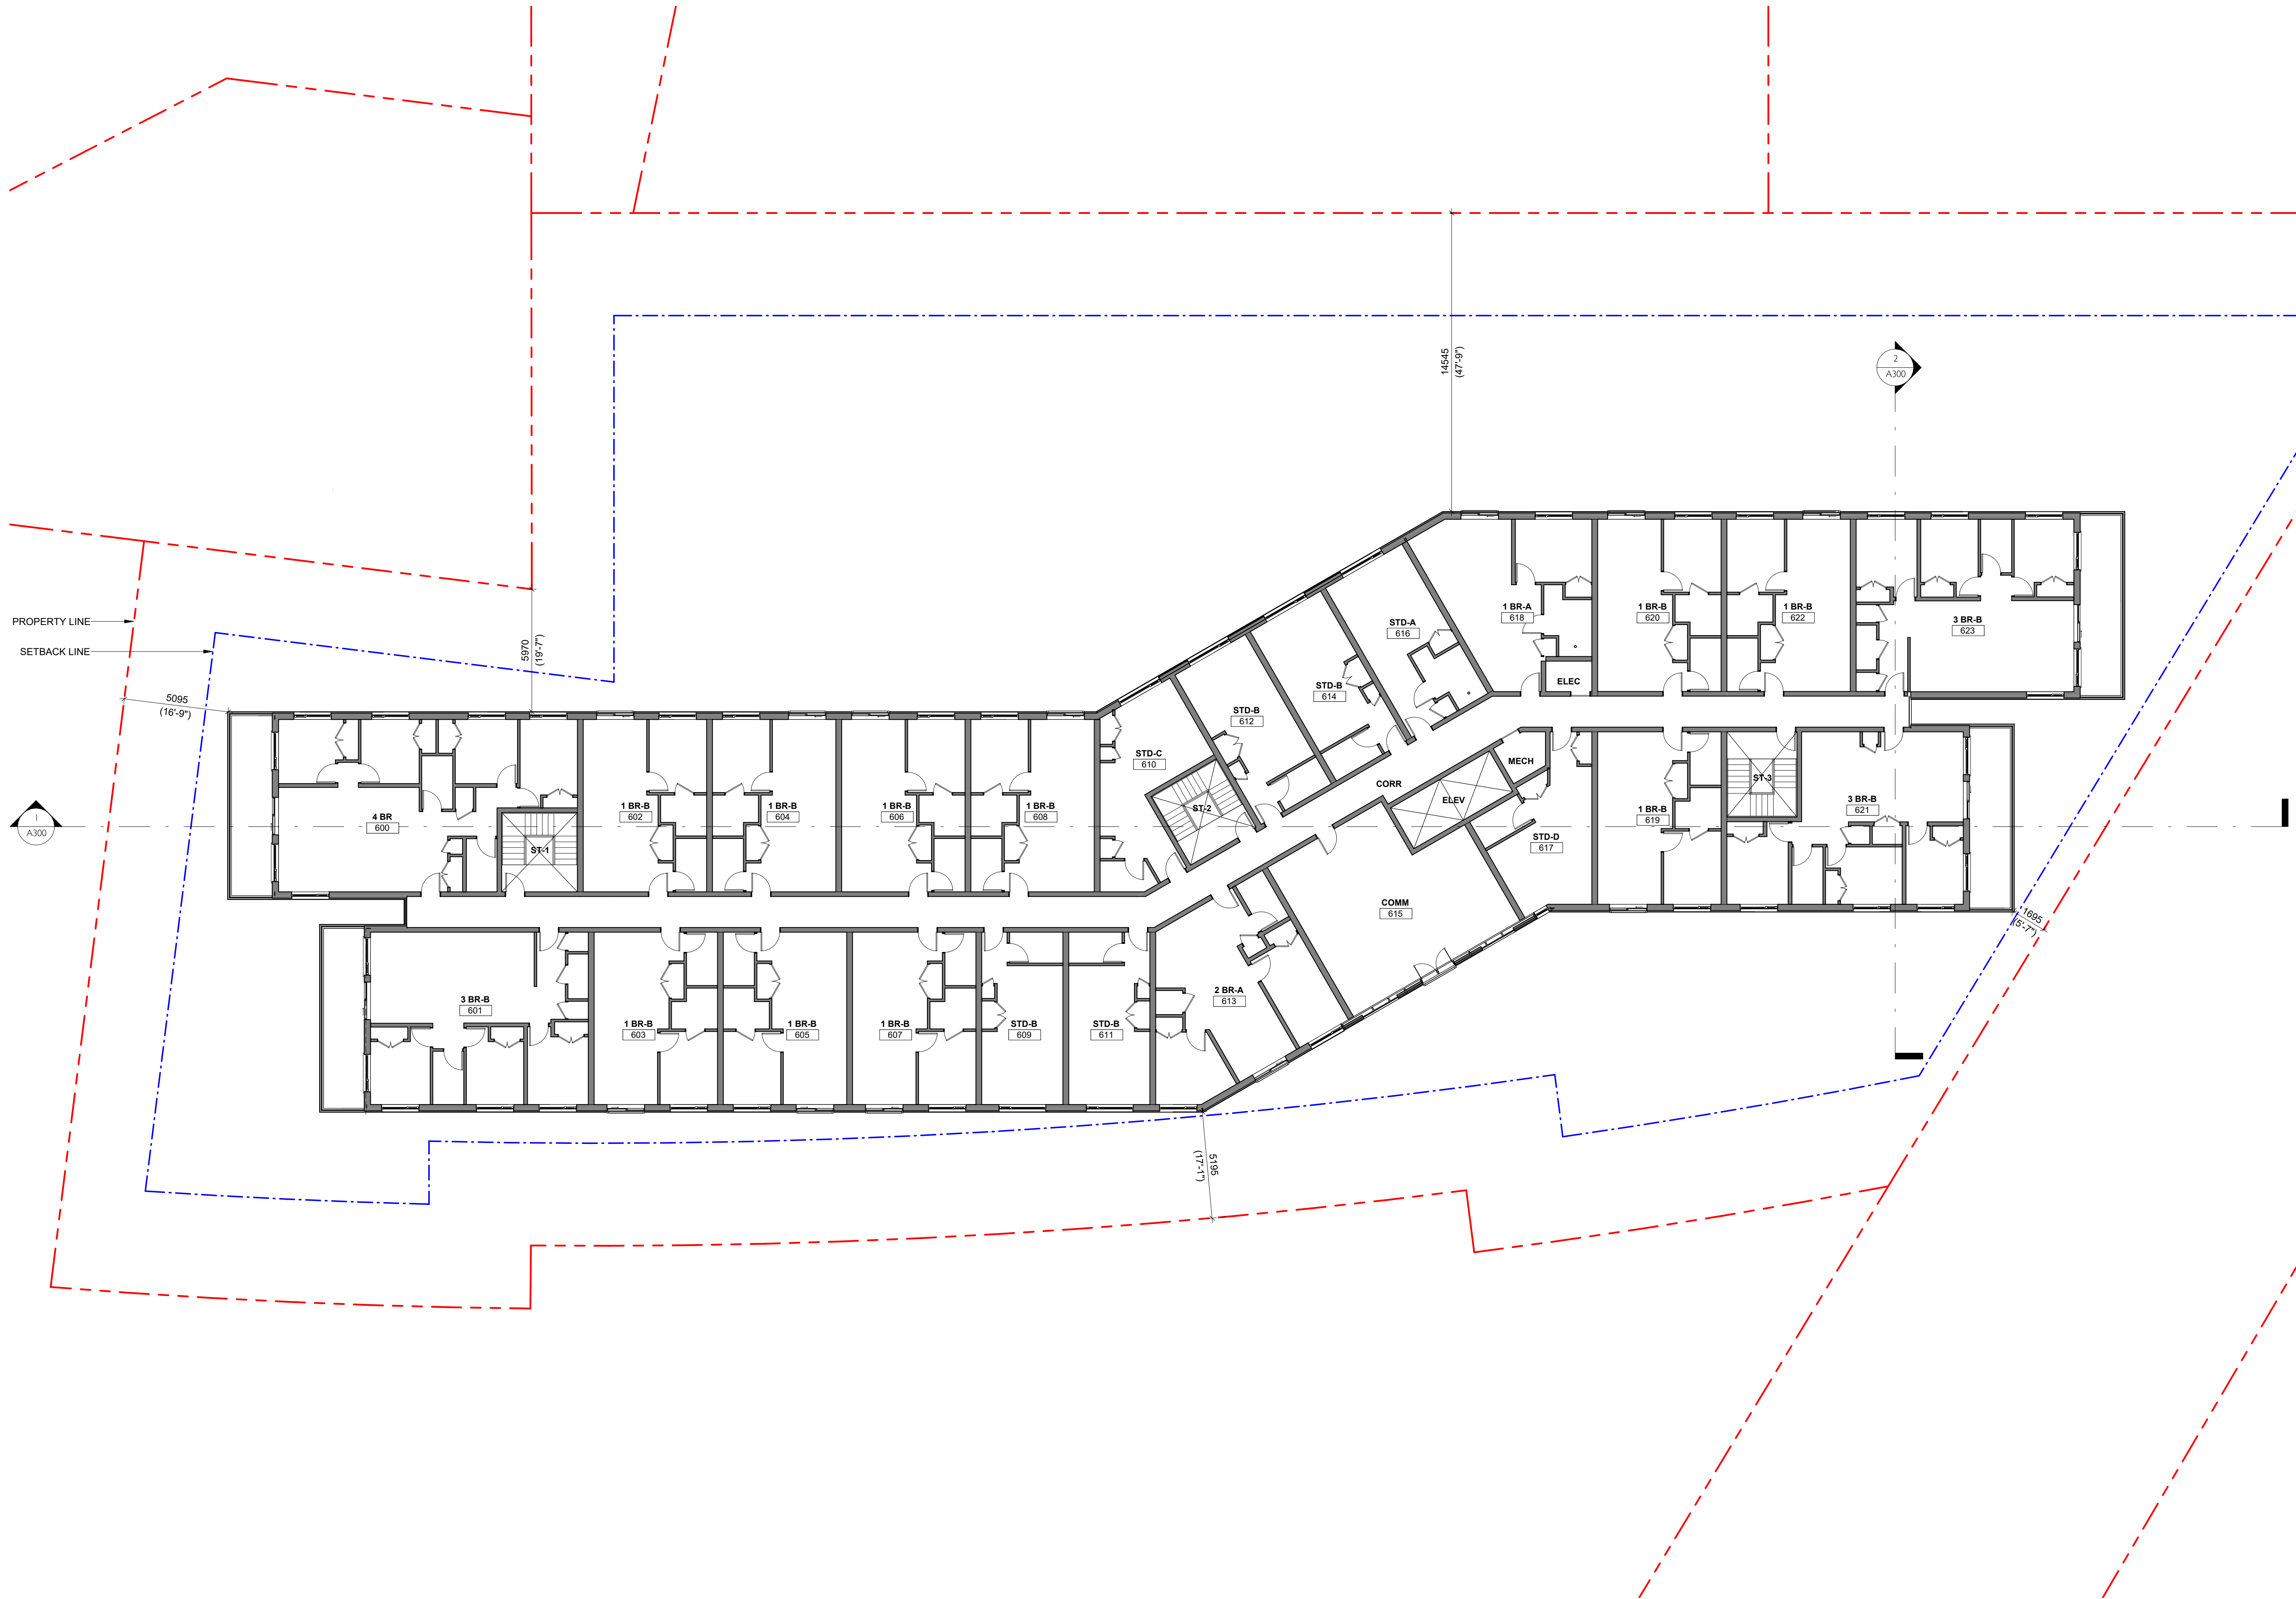 14545
(47'-9")
2
A300
PROPERTY LINE
SETBACK LINE
5970
(19'-7")
5095
(16'-9")
1 BR-A
618
1 BR-B
620
1 BR-B
622
3 BR-B
623
STD-A
616
ELEC
STD-B
614
STD-B
612
STD-C
610
MECH
CORR
ELEV
ST-2
ST-3
1
A300
4 BR
600
ST-1
1 BR-B
602
1 BR-B
604
1 BR-B
606
1 BR-B
608
STD-D
617
1 BR-B
619
3 BR-B
621
COMM
615
1695
(5'-7")
3 BR-B
601
1 BR-B
603
1 BR-B
605
1 BR-B
607
STD-B
609
STD-B
611
2 BR-A
613
5195
(17'-1")